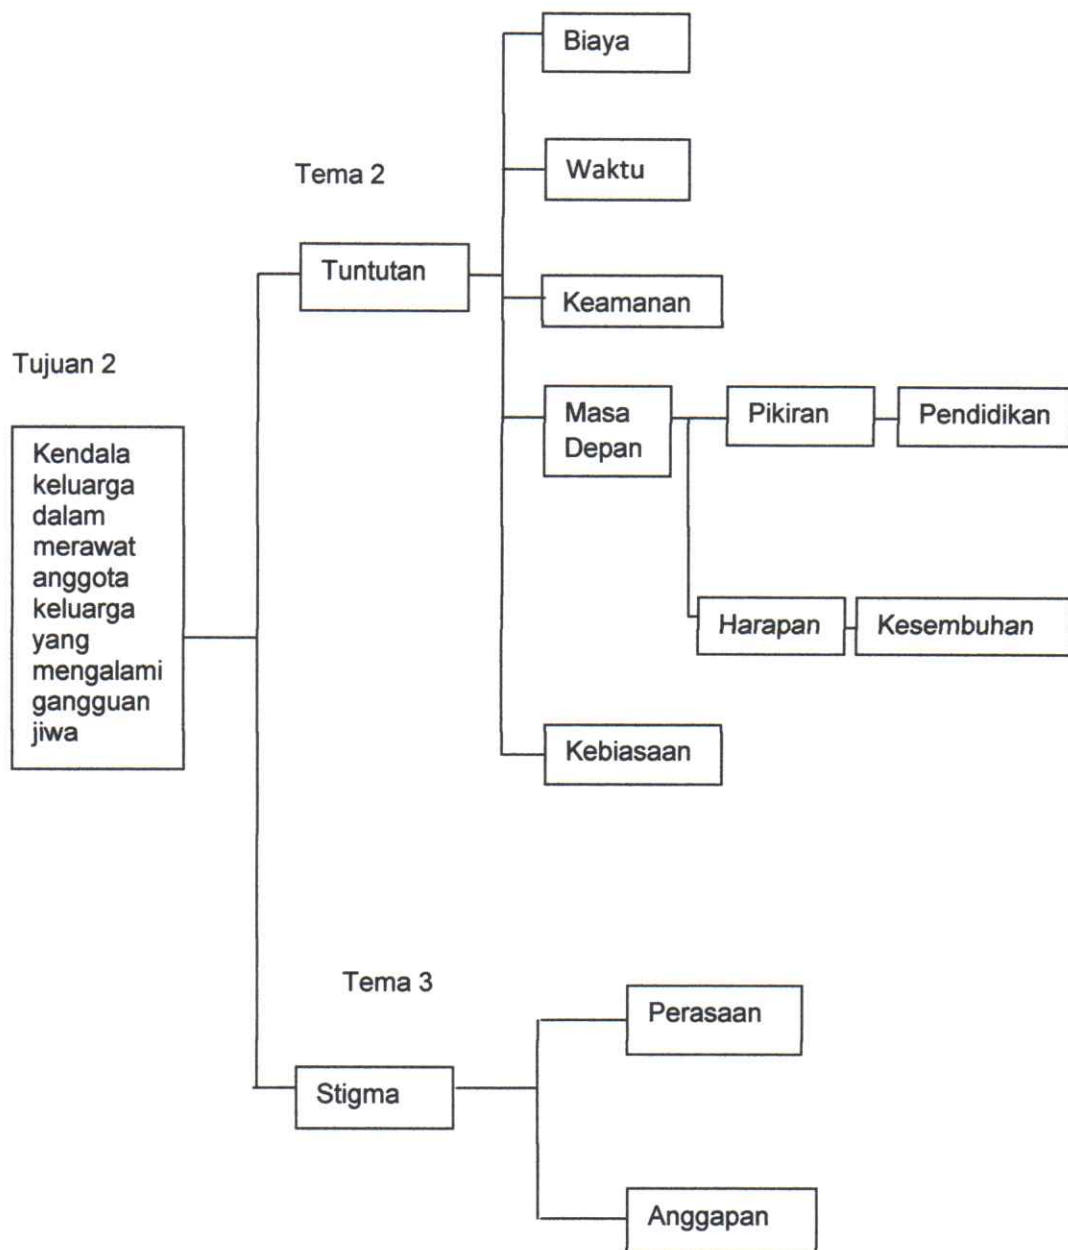 Biaya
Tema 2
Waktu
Tuntutan
Keamanan
Tujuan 2
Masa
Depan
Pikiran
Pendidikan
Kendala
keluarga
dalam
merawat
anggota
keluarga
yang
mengalami
gangguan
jiwa
Harapan
Kesembuhan
Kebiasaan
Tema 3
Perasaan
Stigma
Anggapan